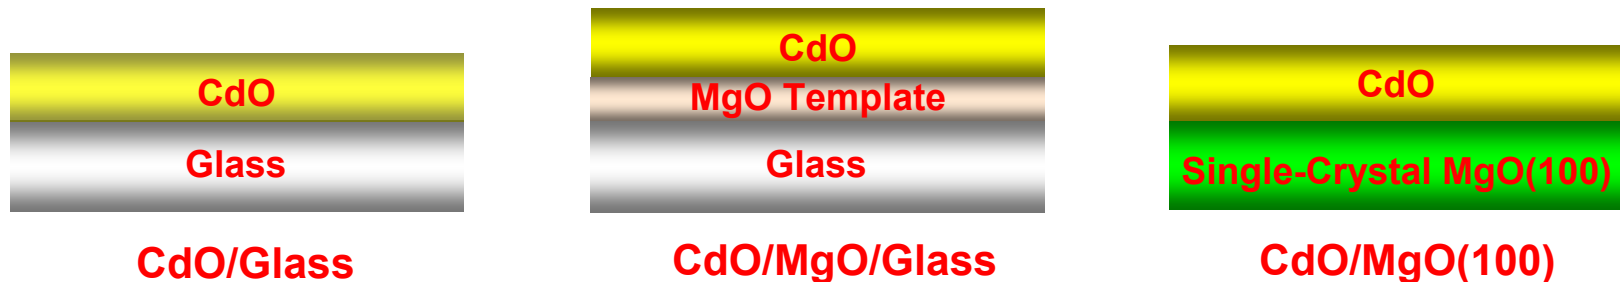 CdO
Glass
CdO/Glass
CdO
MgO Template
Glass
CdO/MgO/Glass
CdO
Single-Crystal MgO(100)
CdO/MgO(100)